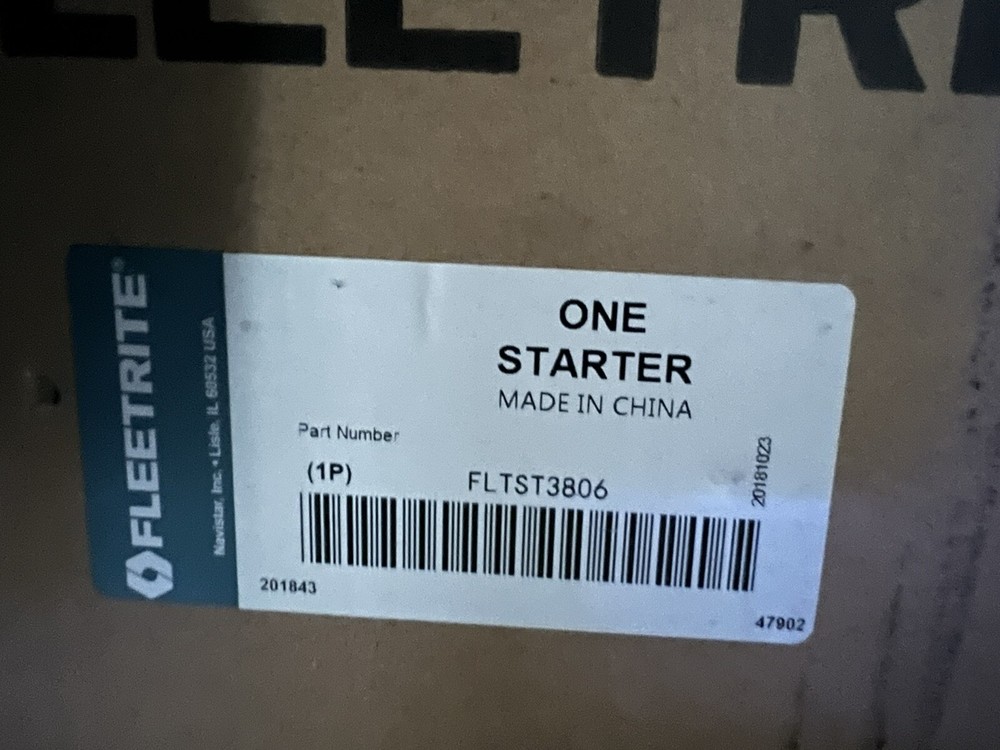 LEETRI
FLEETRITE®
Navistar, Inc. • Lisle, IL 60532 USA
ONE
STARTER
MADE IN CHINA
Part Number
(1P) FLTST3806
20181023
201843
47902